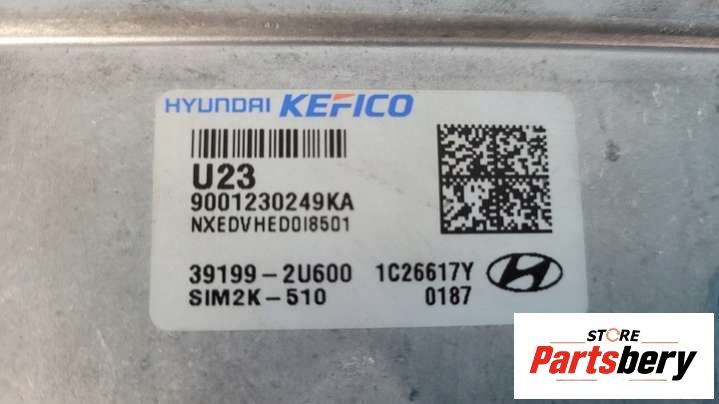 HYUNDAI KEFICO
U23
9001230249KA
NXEDVHED0I8501
39199-2U600 1C26617Y
SIM2K-510 0187
STORE
Partsbery